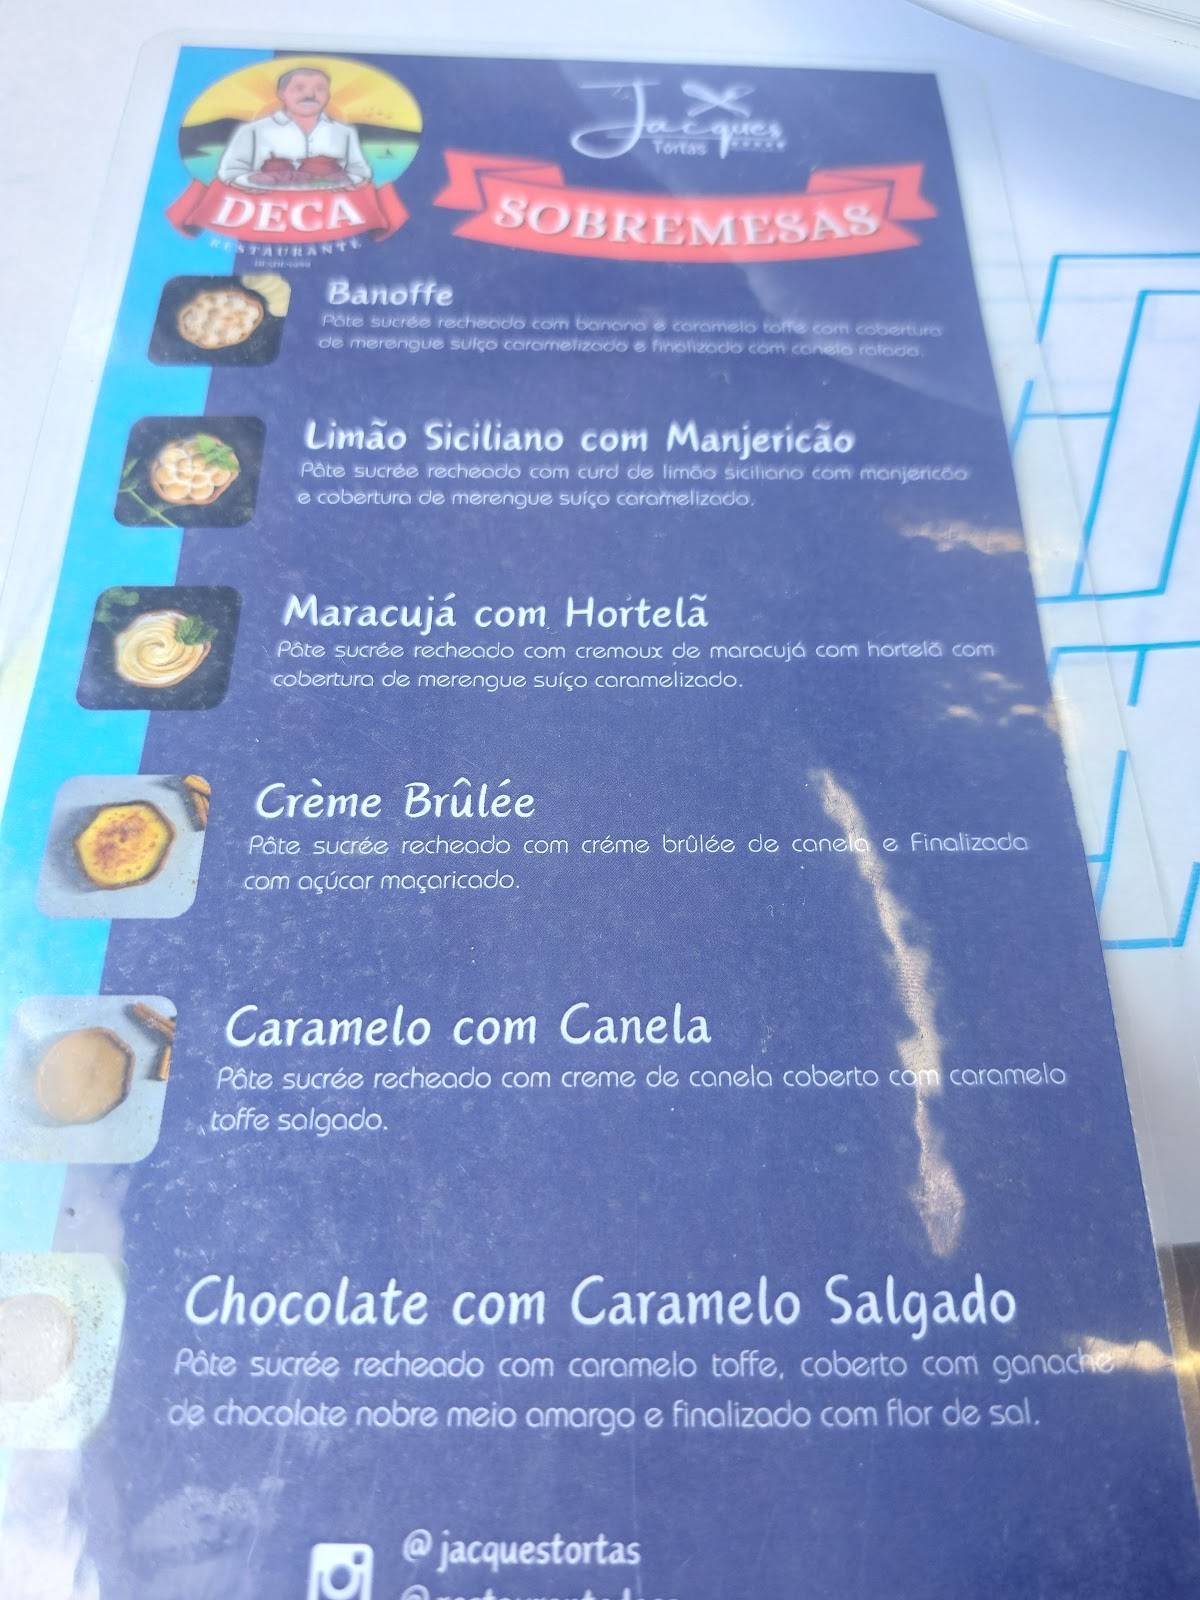 DECA
RESTAURANTE
Jacques
Tortas
SOBREMESAS
Banoffe
Pâte sucrée recheado com banana e caramelo toffe com cobertura
de merengue suíço caramelizado e finalizado com canela ralada.
Limão Siciliano com Manjericão
Pâte sucrée recheado com curd de limão siciliano com manjericão
e cobertura de merengue suíço caramelizado.
Maracujá com Hortelã
Pâte sucrée recheado com cremoux de maracujá com hortelã com
cobertura de merengue suíço caramelizado.
Crème Brûlée
Pâte sucrée recheado com créme brûlée de canela e Finalizada
com açúcar maçaricado.
Caramelo com Canela
Pâte sucrée recheado com creme de canela coberto com caramelo
toffe salgado.
Chocolate com Caramelo Salgado
Pâte sucrée recheado com caramelo toffe, coberto com ganache
de chocolate nobre meio amargo e finalizado com flor de sal.
@jacquestortas